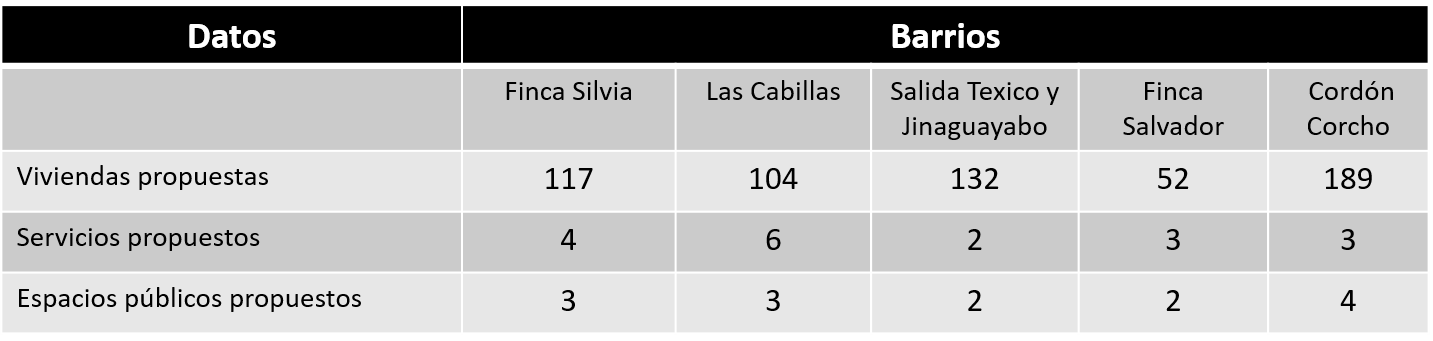 Datos Barrios
Finca Silvia Las Cabillas Salida Texico y Finca Cordón
Jinaguayabo Salvador Corcho
Viviendas propuestas 117 104 132 52 189
Servicios propuestos 4 6 2 3 3
Espacios públicos propuestos 3 3 2 2 4